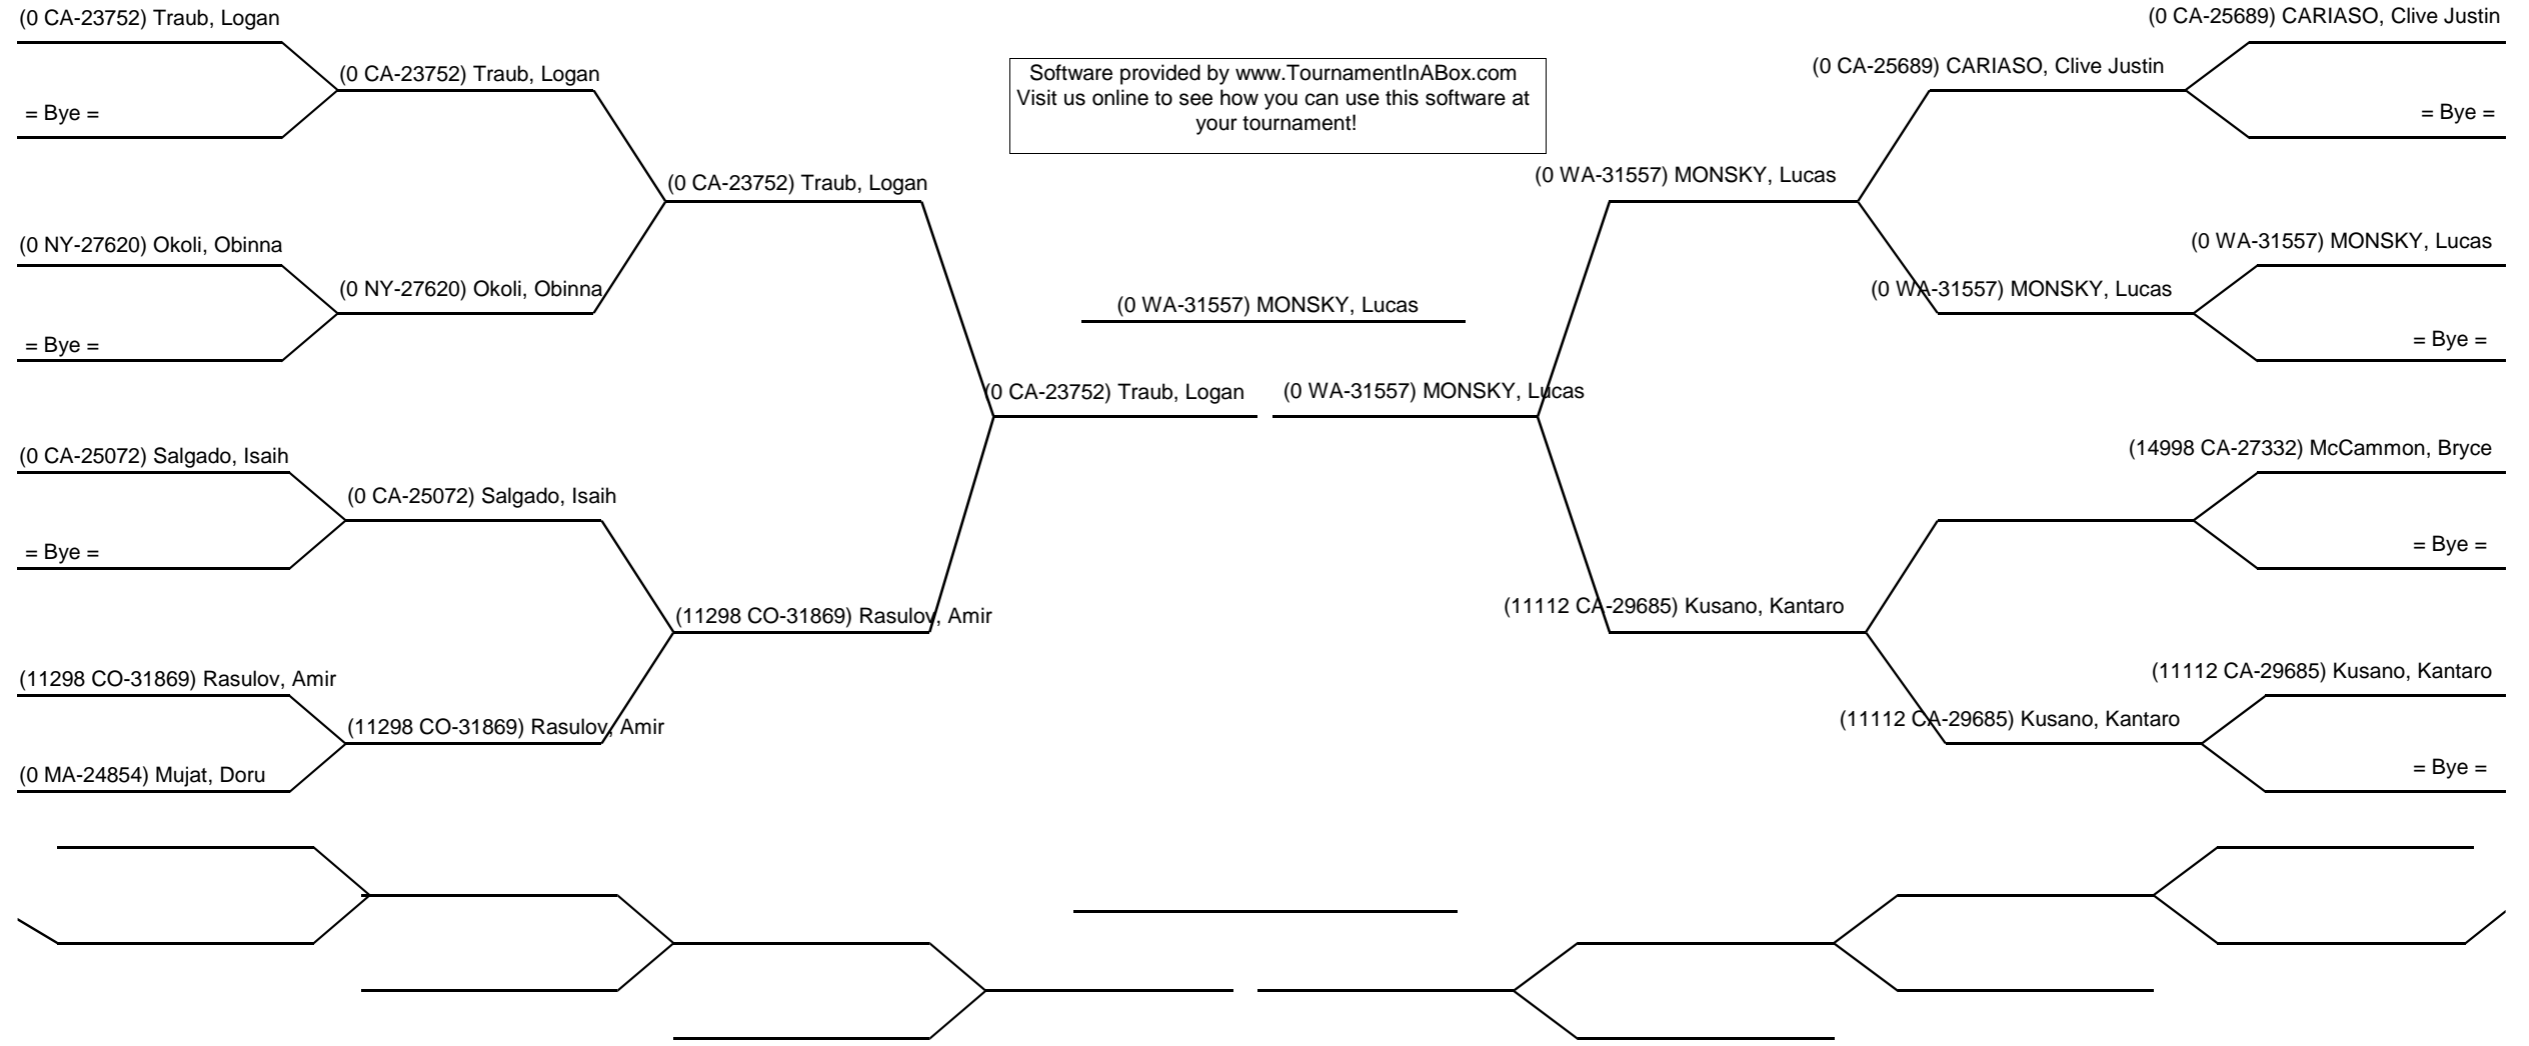 (0 CA-23752) Traub, Logan
= Bye =
(0 NY-27620) Okoli, Obinna
= Bye =
(0 CA-25072) Salgado, Isaih
= Bye =
(11298 CO-31869) Rasulov, Amir
(0 MA-24854) Mujat, Doru
(0 CA-23752) Traub, Logan
(0 NY-27620) Okoli, Obinna
(0 CA-25072) Salgado, Isaih
(11298 CO-31869) Rasulov, Amir
(0 CA-23752) Traub, Logan
(11298 CO-31869) Rasulov, Amir
(0 CA-23752) Traub, Logan
Software provided by www.TournamentInABox.com
Visit us online to see how you can use this software at
your tournament!
(0 WA-31557) MONSKY, Lucas
(0 WA-31557) MONSKY, Lucas
(0 WA-31557) MONSKY, Lucas
(11112 CA-29685) Kusano, Kantaro
(0 CA-25689) CARIASO, Clive Justin
(0 WA-31557) MONSKY, Lucas
(11112 CA-29685) Kusano, Kantaro
(0 CA-25689) CARIASO, Clive Justin
= Bye =
(0 WA-31557) MONSKY, Lucas
= Bye =
(14998 CA-27332) McCammon, Bryce
= Bye =
(11112 CA-29685) Kusano, Kantaro
= Bye =